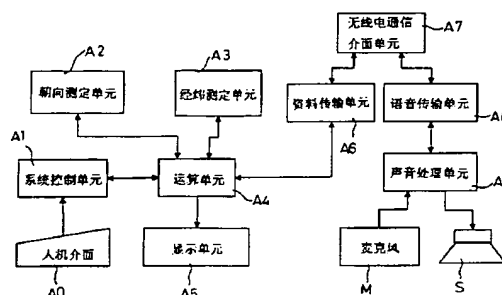 无线电通信
介面单元
A7
A2
A3
朝向测定单元
经纬测定单元
资料传输单元
语音传输单元
A6
A1
系统控制单元
运算单元
A4
声音处理单元
人机介面
A0
显示单元
A5
麦克风
M
S